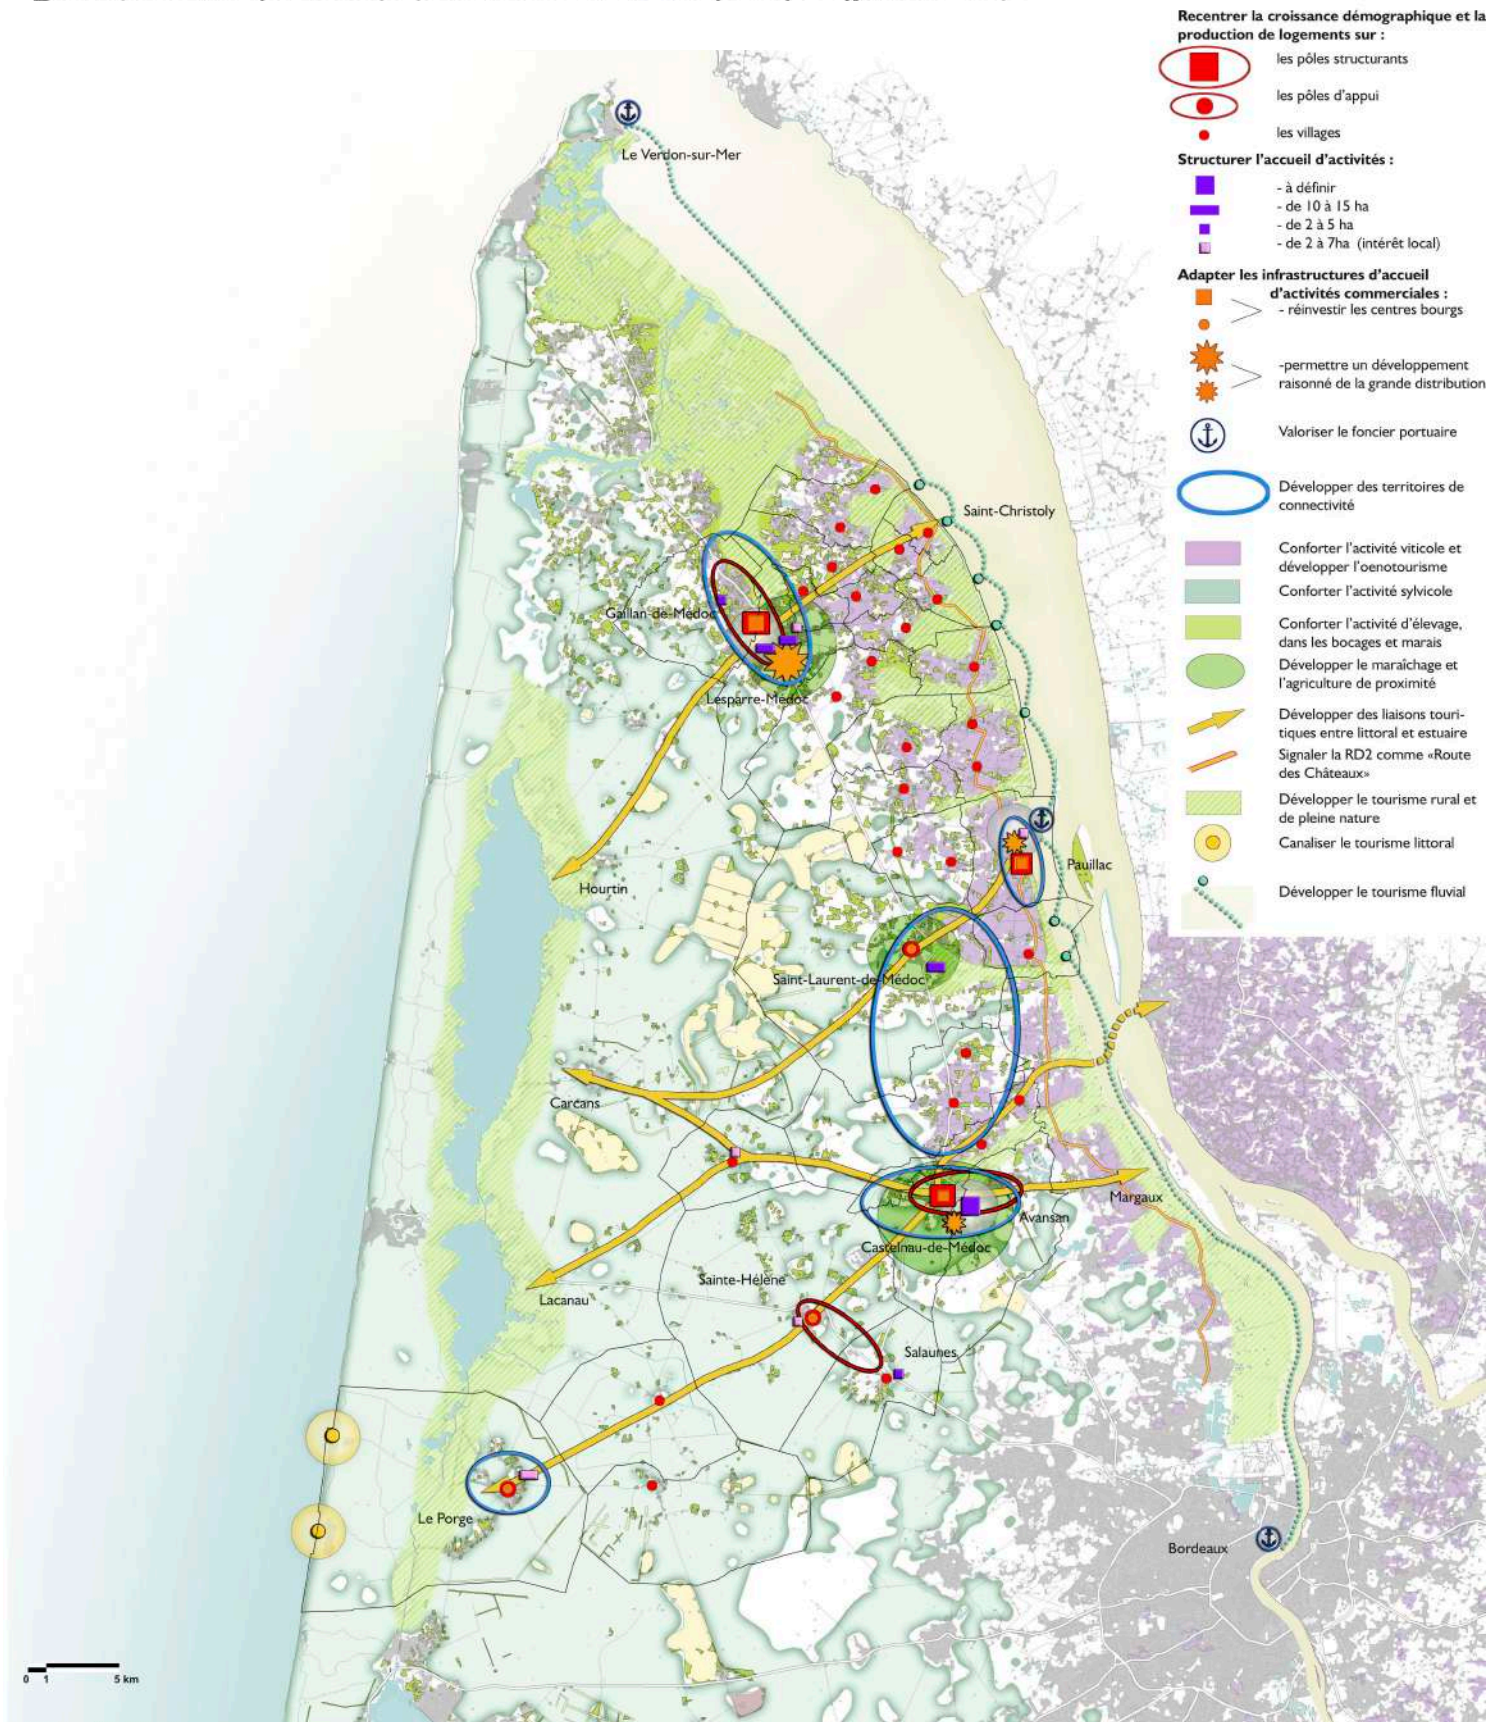 Recentrer la croissance démographique et la
production de logements sur :
les pôles structurants
les pôles d'appui
les villages
Structurer l'accueil d'activités :
- à définir
- de 10 à 15 ha
- de 2 à 5 ha
- de 2 à 7ha (intérêt local)
Adapter les infrastructures d'accueil
d'activités commerciales :
- réinvestir les centres bourgs
-permettre un développement
raisonné de la grande distribution
Valoriser le foncier portuaire
Développer des territoires de
connectivité
Conforter l'activité viticole et
développer l'oenotourisme
Conforter l'activité sylvicole
Conforter l'activité d'élevage,
dans les bocages et marais
Développer le maraîchage et
l'agriculture de proximité
Développer des liaisons touri-
tiques entre littoral et estuaire
Signaler la RD2 comme «Route
des Châteaux»
Développer le tourisme rural et
de pleine nature
Canaliser le tourisme littoral
Développer le tourisme fluvial
Le Verdon-sur-Mer
Saint-Christoly
Gaillan-de-Médoc
Lesparre-Médoc
Hourtin
Pauillac
Saint-Laurent-de-Médoc
Carcans
Margaux
Avansan
Castelnau-de-Médoc
Sainte-Hélène
Lacanau
Salaunes
Le Porge
Bordeaux
0 1 5 km